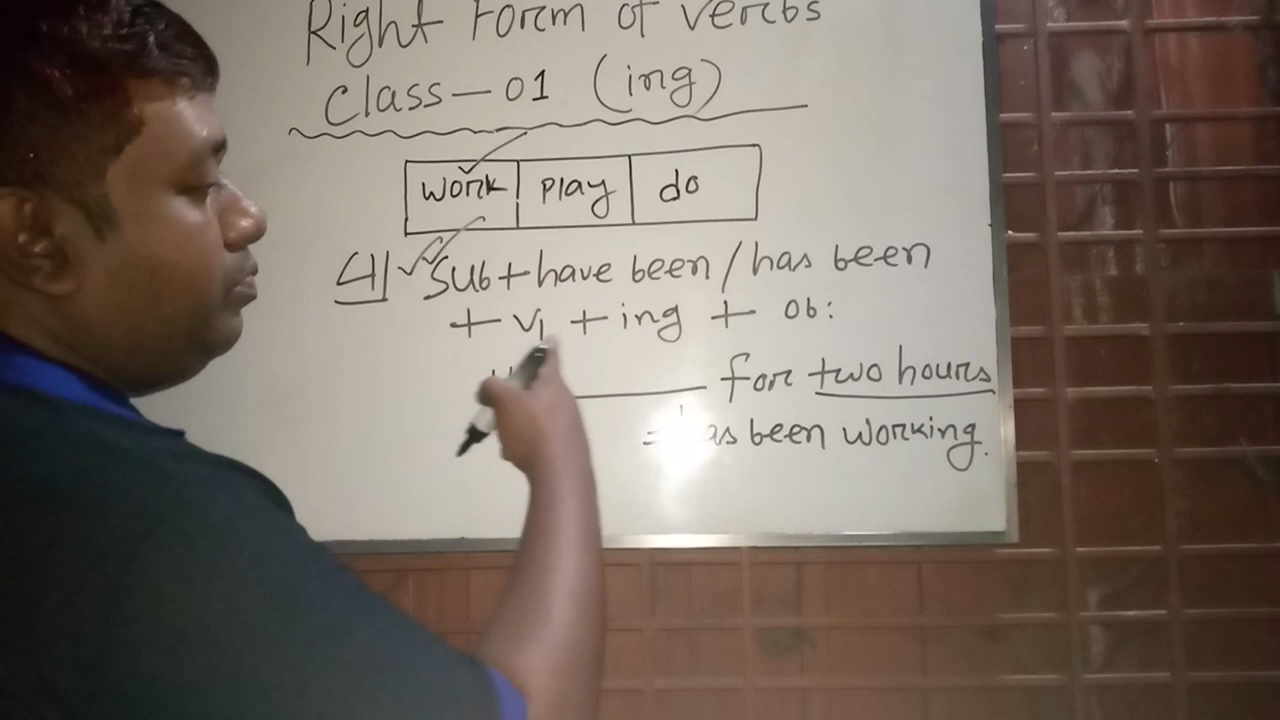 Right Form of Verbs
Class-01 (ing)
work play do
4| Sub+have been/has been
+ V1 + ing + Ob:
for two hours
= as been working.